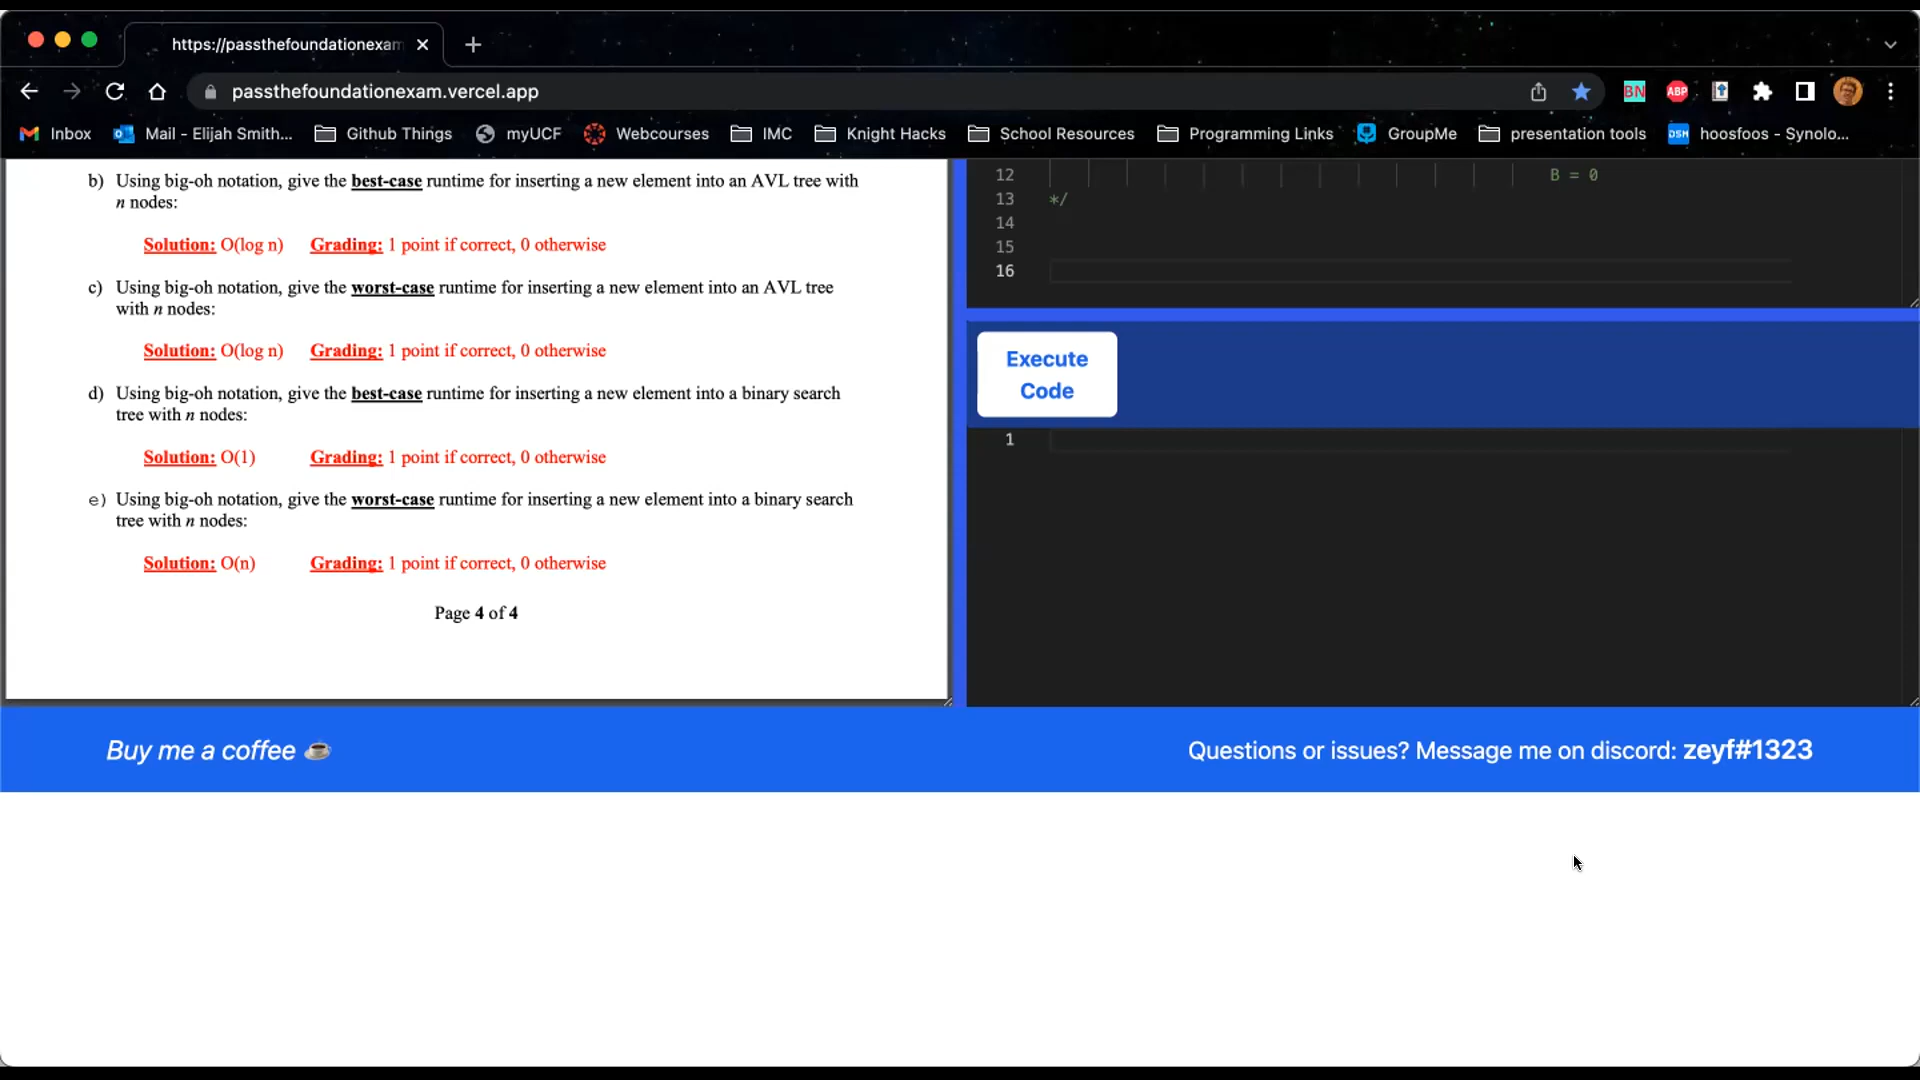 https://passthefoundationexam
passthefoundationexam.vercel.app
BN
ABP
Inbox
Mail - Elijah Smith...
Github Things
myUCF
Webcourses
IMC
Knight Hacks
School Resources
Programming Links
GroupMe
presentation tools
DSM
hoosfoos - Synolo...
b) Using big-oh notation, give the best-case runtime for inserting a new element into an AVL tree with
n nodes:
Solution: O(log n) Grading: 1 point if correct, 0 otherwise
c) Using big-oh notation, give the worst-case runtime for inserting a new element into an AVL tree
with n nodes:
Solution: O(log n) Grading: 1 point if correct, 0 otherwise
d) Using big-oh notation, give the best-case runtime for inserting a new element into a binary search
tree with n nodes:
Solution: O(1) Grading: 1 point if correct, 0 otherwise
e) Using big-oh notation, give the worst-case runtime for inserting a new element into a binary search
tree with n nodes:
Solution: O(n) Grading: 1 point if correct, 0 otherwise
Page 4 of 4
12 B = 0
13 */
14
15
16
Execute
Code
1
Buy me a coffee
Questions or issues? Message me on discord: zeyf#1323